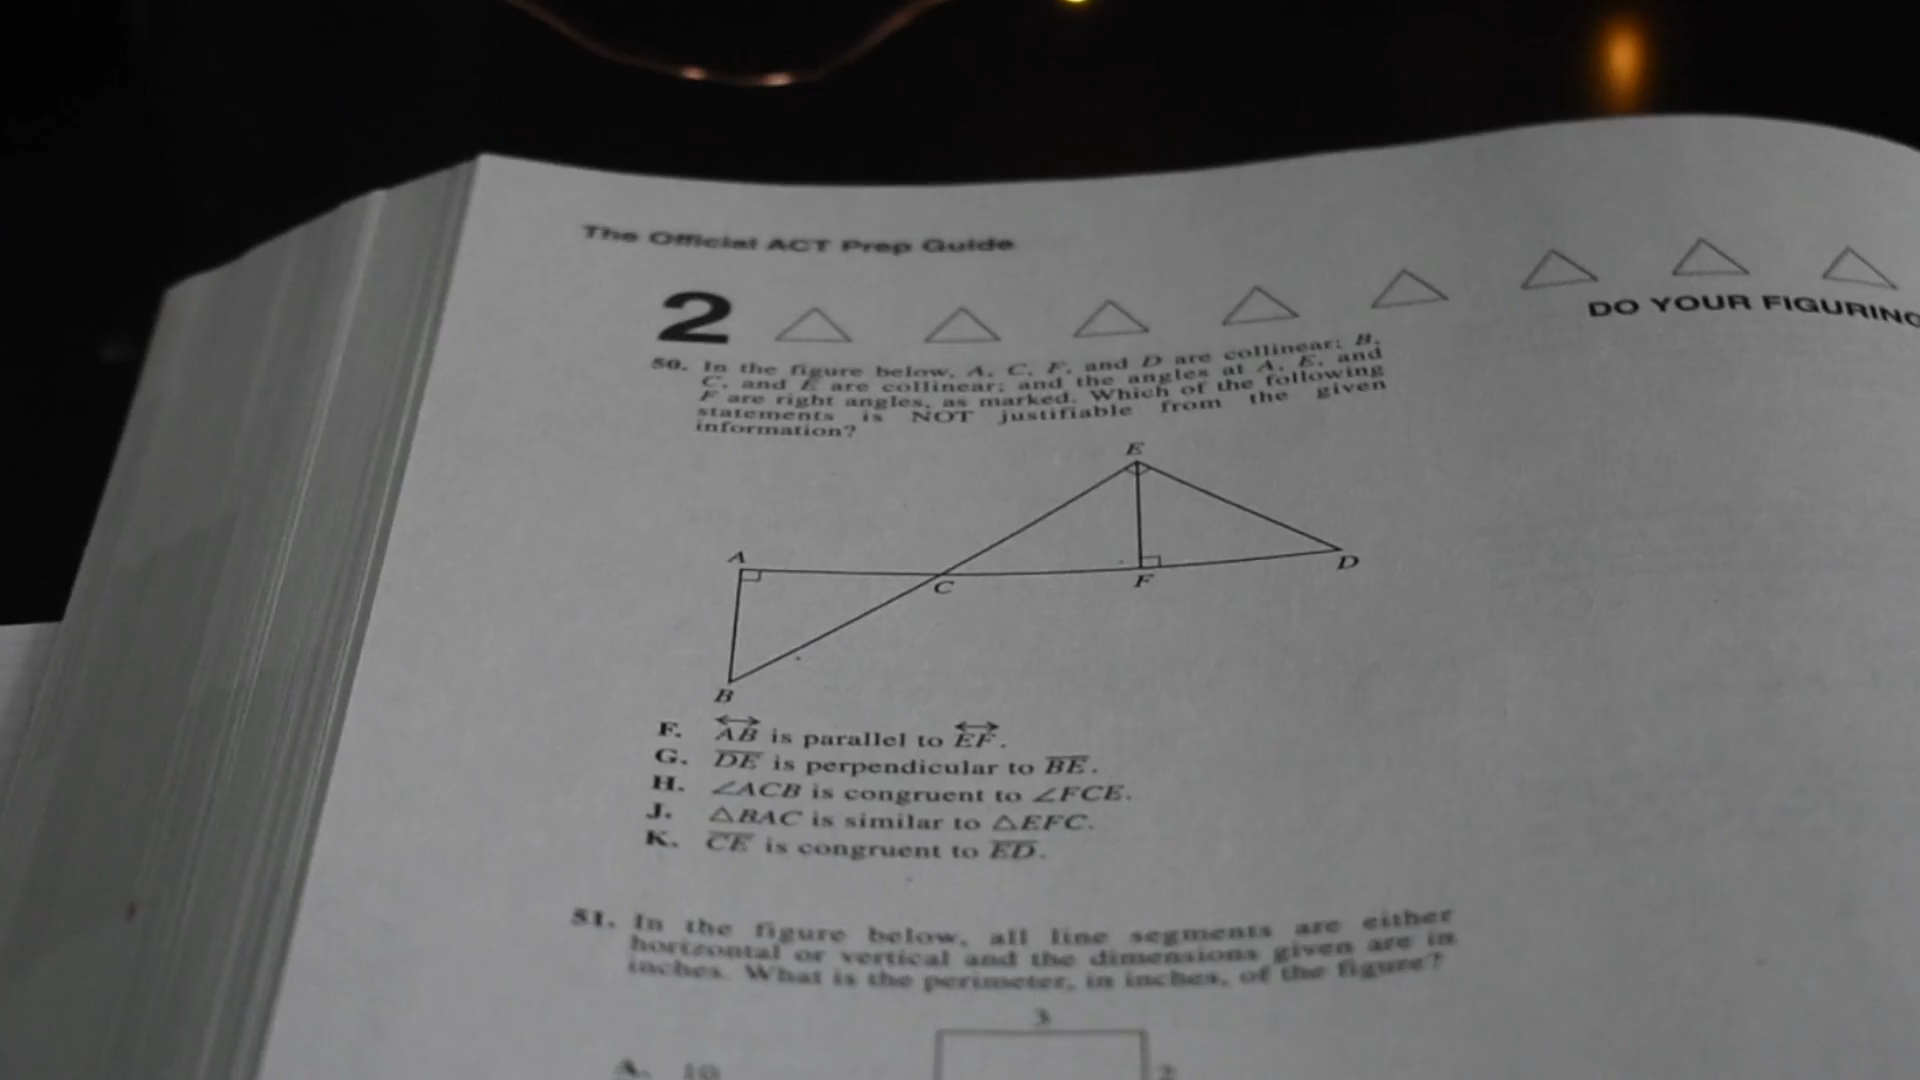 The Official ACT Prep Guide
2
DO YOUR FIGURING
50. In the figure below, A, C, F, and D are collinear; B,
C, and E are collinear; and the angles at A, E, and
F are right angles, as marked. Which of the following
statements is NOT justifiable from the given
information?
E
A
C
F
D
B
F. AB is parallel to EF.
G. DE is perpendicular to BE.
H. ∠ACB is congruent to ∠FCE.
J. △BAC is similar to △EFC.
K. CE is congruent to ED.
51. In the figure below, all line segments are either
horizontal or vertical and the dimensions given are in
inches. What is the perimeter, in inches, of the figure?
3
A. 10
2